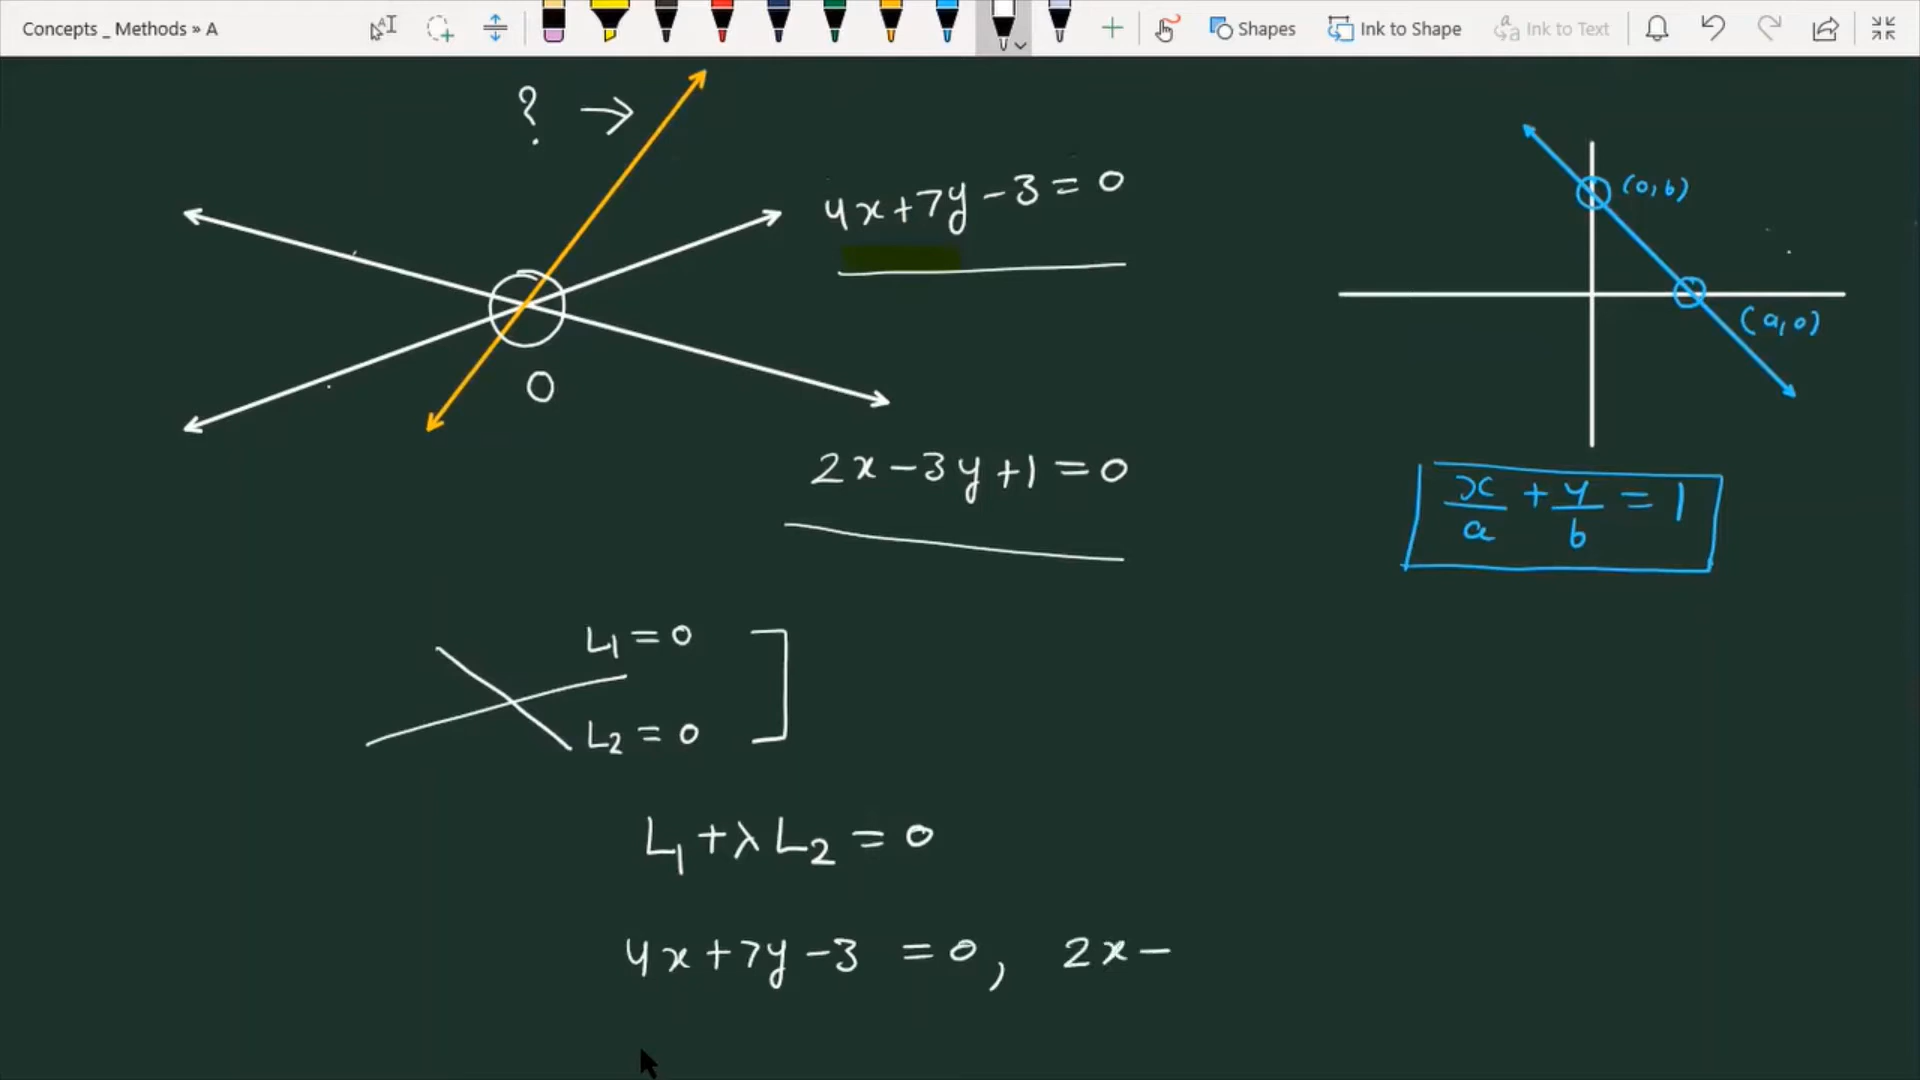 Concepts _ Methods » A
Shapes
Ink to Shape
Ink to Text
? →
4x+7y-3=0
(0,b)
(a,0)
O
2x-3y+1=0
x/a + y/b = 1
L₁ = 0
L₂ = 0
L₁+λL₂ = 0
4x+7y-3 =0, 2x-